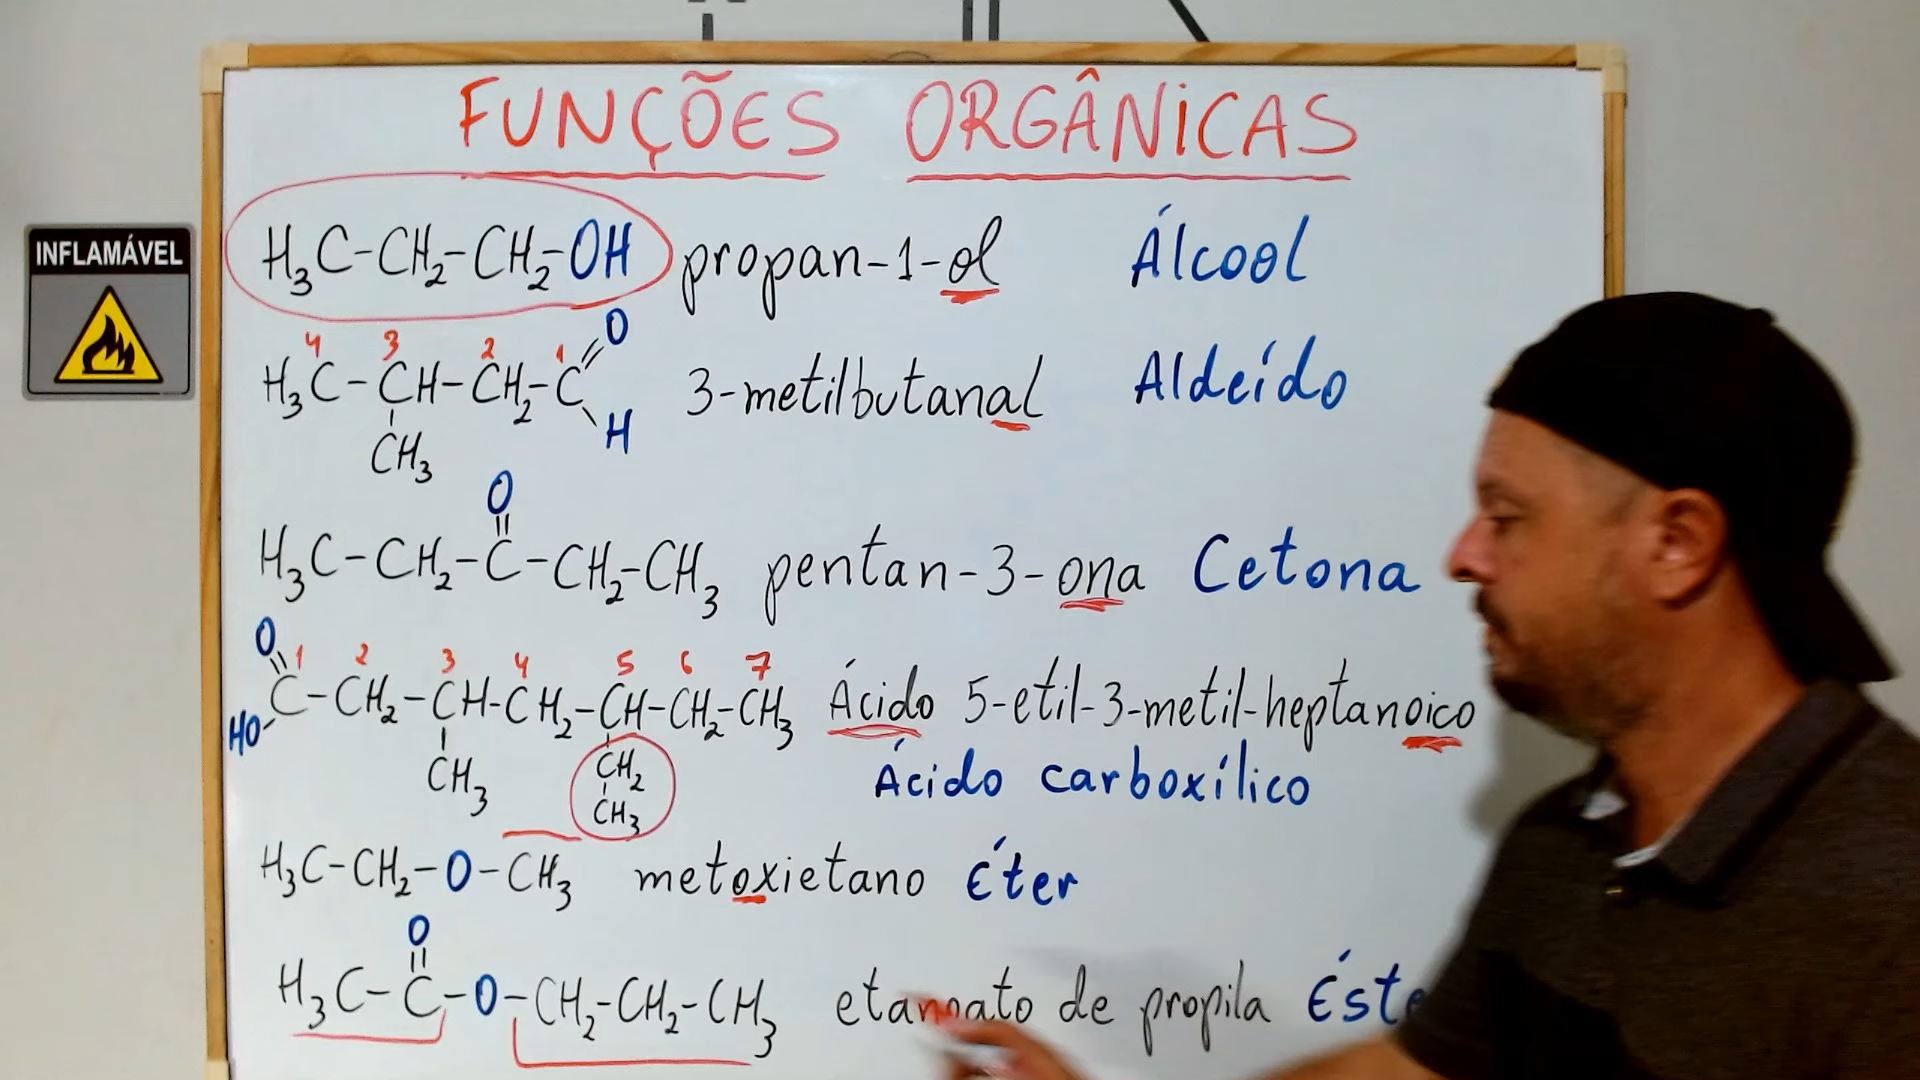 FUNÇÕES ORGÂNICAS
INFLAMÁVEL
H₃C-CH₂-CH₂-OH propan-1-ol Álcool
4 3 2 1 O
H₃C-CH-CH₂-C 3-metilbutanal Aldeído
H
CH₃
O
H₃C-CH₂-C-CH₂-CH₃ pentan-3-ona Cetona
O 1 2 3 4 5 6 7
C-CH₂-CH-CH₂-CH-CH₂-CH₃ Ácido 5-etil-3-metil-heptanoico
HO
CH₃ CH₂ Ácido carboxílico
CH₃
H₃C-CH₂-O-CH₃ metoxietano Éter
O
H₃C-C-O-CH₂-CH₂-CH₃ etanoato de propila Éste